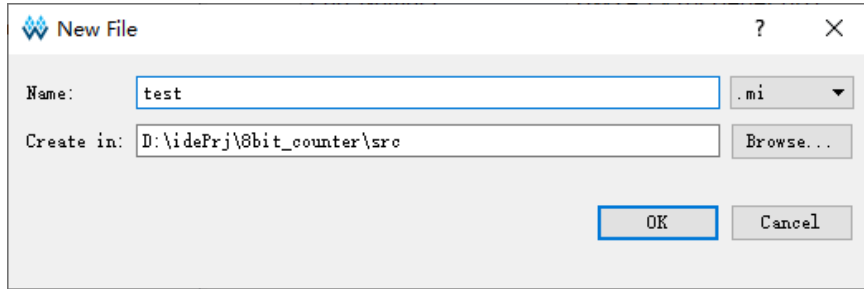 New File
?
Name: test .mi
Create in: D:\idePrj\8bit_counter\src Browse...
OK Cancel